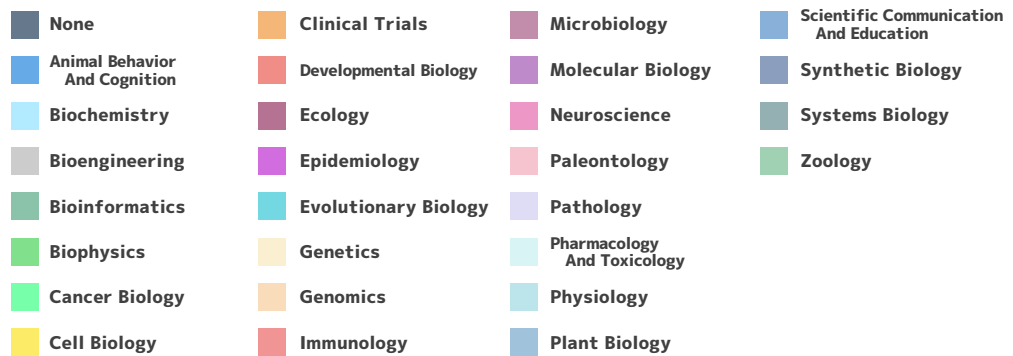 None
Animal Behavior
And Cognition
Biochemistry
Bioengineering
Bioinformatics
Biophysics
Cancer Biology
Cell Biology
Clinical Trials
Developmental Biology
Ecology
Epidemiology
Evolutionary Biology
Genetics
Genomics
Immunology
Microbiology
Molecular Biology
Neuroscience
Paleontology
Pathology
Pharmacology
And Toxicology
Physiology
Plant Biology
Scientific Communication
And Education
Synthetic Biology
Systems Biology
Zoology